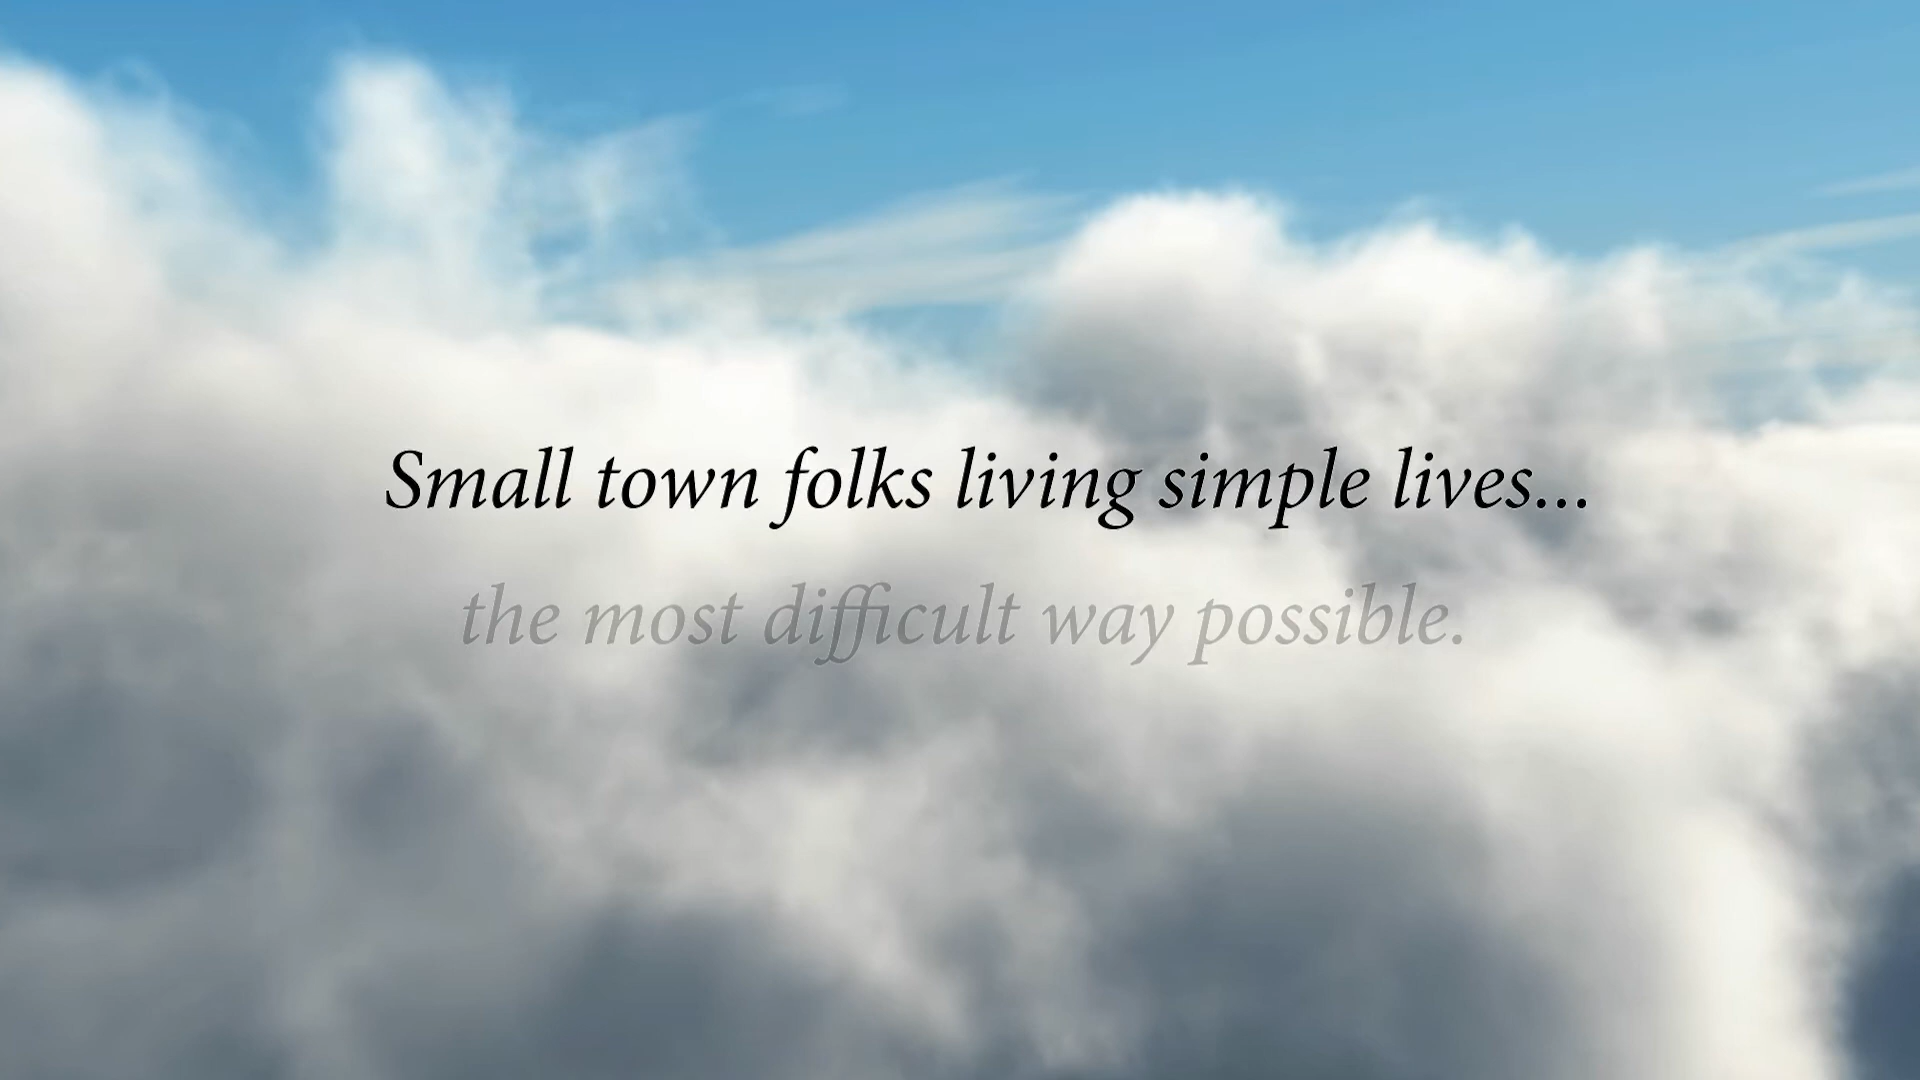 Small town folks living simple lives...
the most difficult way possible.